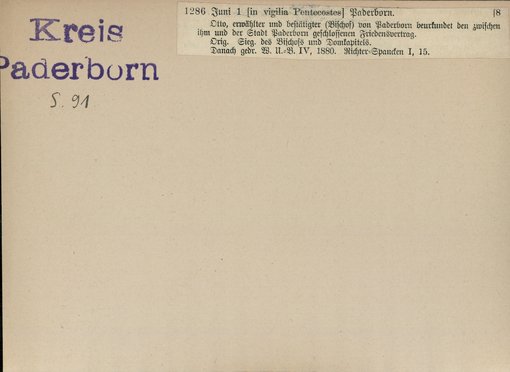 Kreis
Paderborn
S. 91
1286 Juni 1 [in vigilia Pentecostes] Paderborn. [8
Otto, erwählter und bestätigter (Bischof) von Paderborn beurkundet den zwischen
ihm und der Stadt Paderborn geschlossenen Friedensvertrag.
Orig. Sieg. des Bischofs und Domkapitels.
Danach gedr. W. U.-B. IV, 1880. Richter-Spancken I, 15.